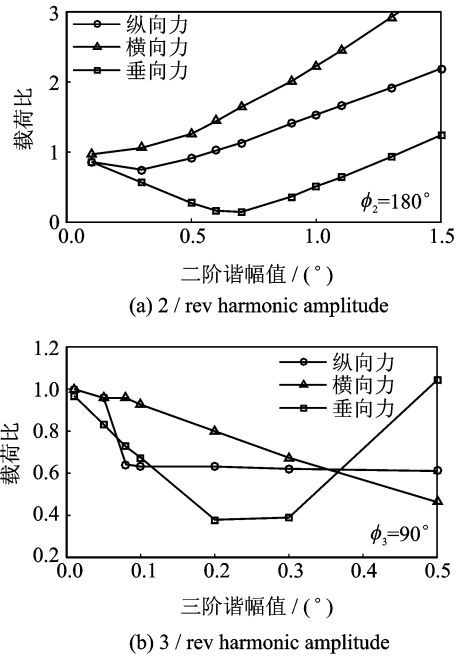 3
2
1
0
载荷比
纵向力
横向力
垂向力
ϕ₂=180°
0.0 0.5 1.0 1.5
二阶谐幅值 / (°)
(a) 2 / rev harmonic amplitude
1.2
1.0
0.8
0.6
0.4
0.2
载荷比
纵向力
横向力
垂向力
ϕ₃=90°
0.0 0.1 0.2 0.3 0.4 0.5
三阶谐幅值 / (°)
(b) 3 / rev harmonic amplitude